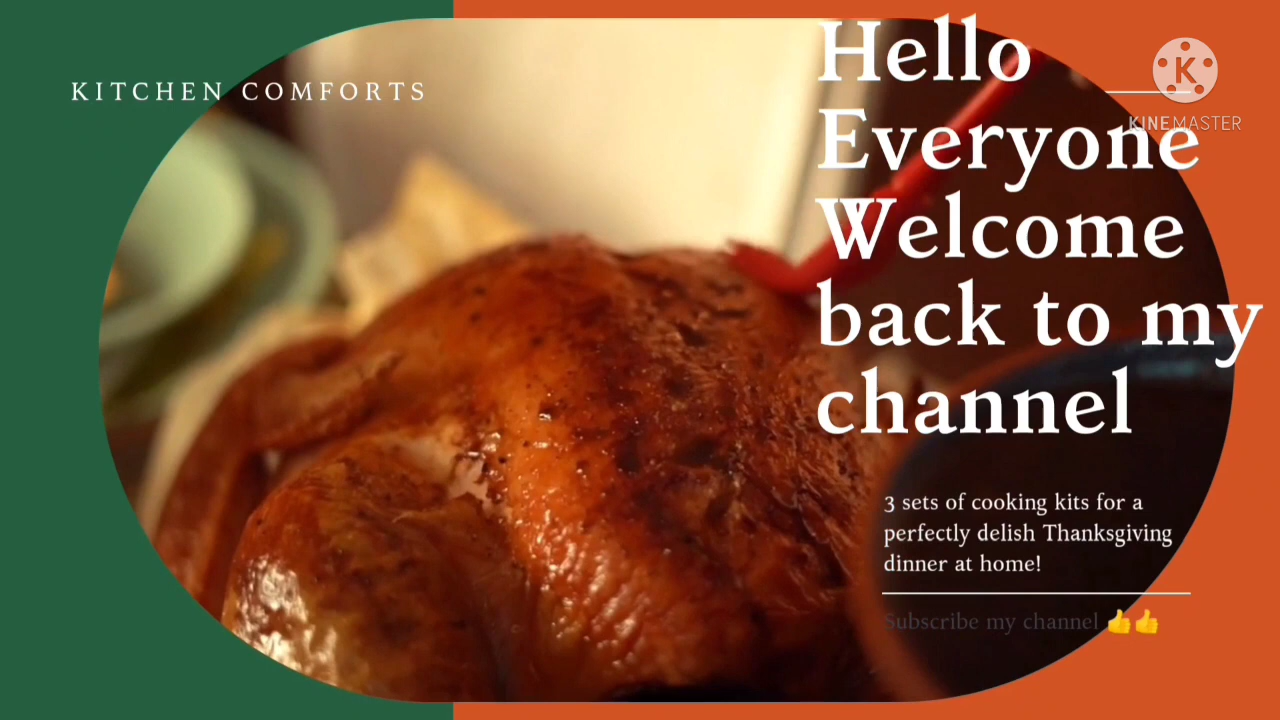 KITCHEN COMFORTS
Hello
Everyone
Welcome
back to my
channel
K
KINEMASTER
3 sets of cooking kits for a
perfectly delish Thanksgiving
dinner at home!
Subscribe my channel 👍👍